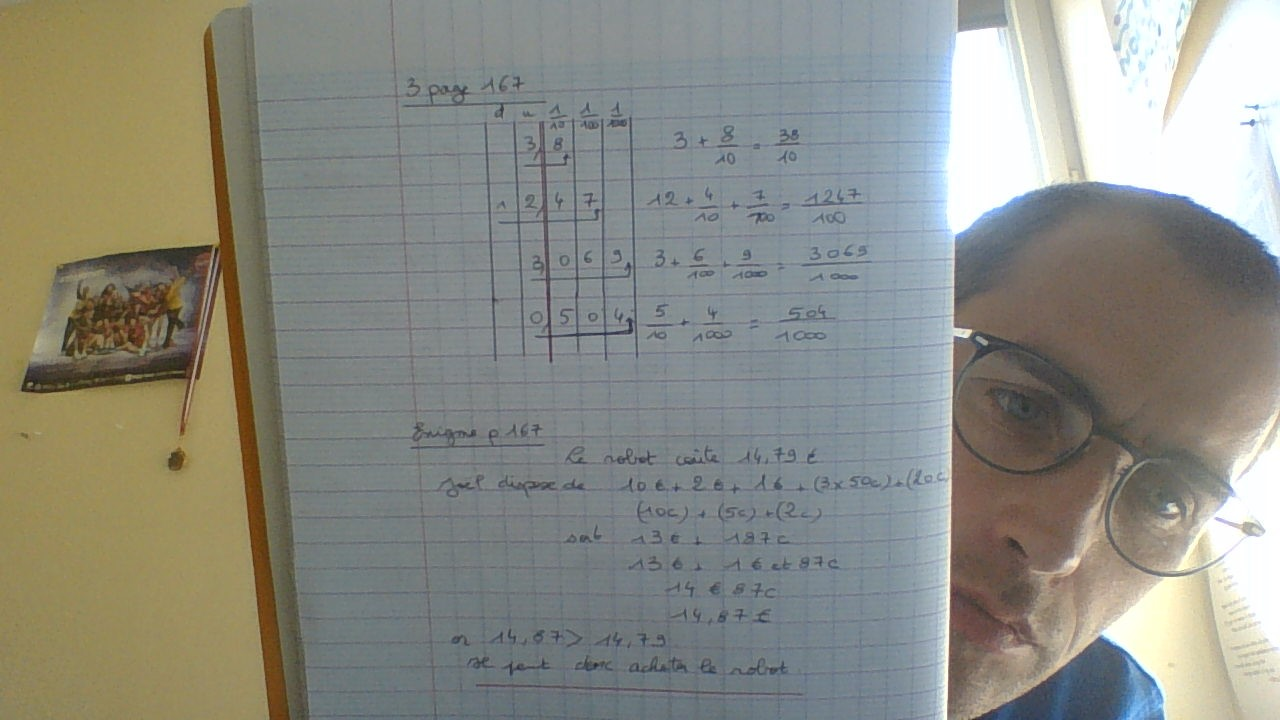 3 page 167
d u 1/10 1/100 1/1000
3, 8 3 + 8/10 = 38/10
1 2, 4 7 12 + 4/10 + 7/100 = 1247/100
3, 0 6 9 3 + 6/100 + 9/1000 = 3069/1000
0, 5 0 4 5/10 + 4/1000 = 504/1000
Enigme p 167
Le robot coûte 14,79 €
Joël dispose de 10 € + 2 € + 1 € + (3 x 50c) + (20c
(10c) + (5c) + (2c)
soit 13 € + 187c
13 € + 1 € et 87c
14 € 87c
14,87 €
or 14,87 > 14,79
Il peut donc acheter le robot